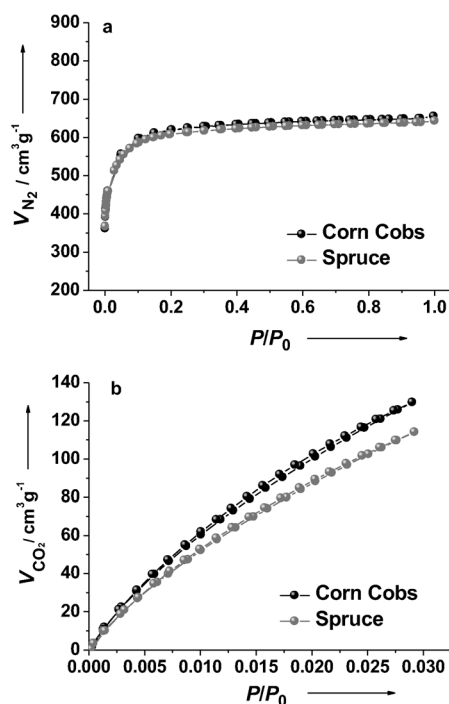 a
900
800
700
600
500
400
300
200
V_N₂ / cm³g⁻¹
Corn Cobs
Spruce
0.0 0.2 0.4 0.6 0.8 1.0
P/P₀
b
140
120
100
80
60
40
20
0
V_CO₂/ cm³g⁻¹
Corn Cobs
Spruce
0.000 0.005 0.010 0.015 0.020 0.025 0.030
P/P₀